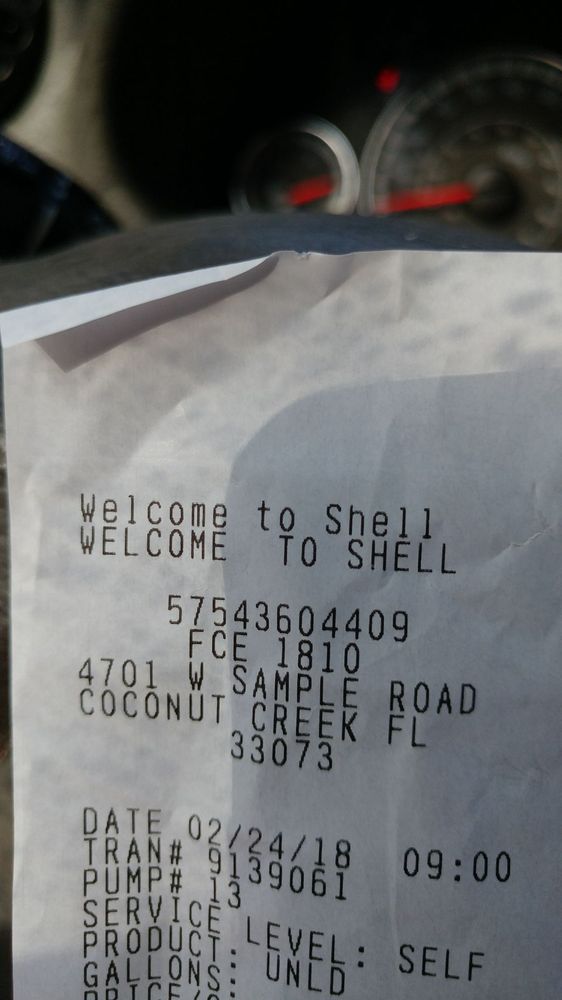 Welcome to Shell
WELCOME TO SHELL
57543604409
FCE 1810
4701 W SAMPLE ROAD
COCONUT CREEK FL
33073
DATE 02/24/18 09:00
TRAN# 9139061
PUMP# 13
SERVICE LEVEL: SELF
PRODUCT: UNLD
GALLONS: